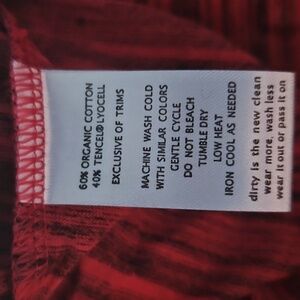 60% ORGANIC COTTON
40% TENCEL® LYOCELL
EXCLUSIVE OF TRIMS
MACHINE WASH COLD
WITH SIMILAR COLORS
GENTLE CYCLE
DO NOT BLEACH
TUMBLE DRY
LOW HEAT
IRON COOL AS NEEDED
dirty is the new clean
wear more, wash less
wear it out or pass it on